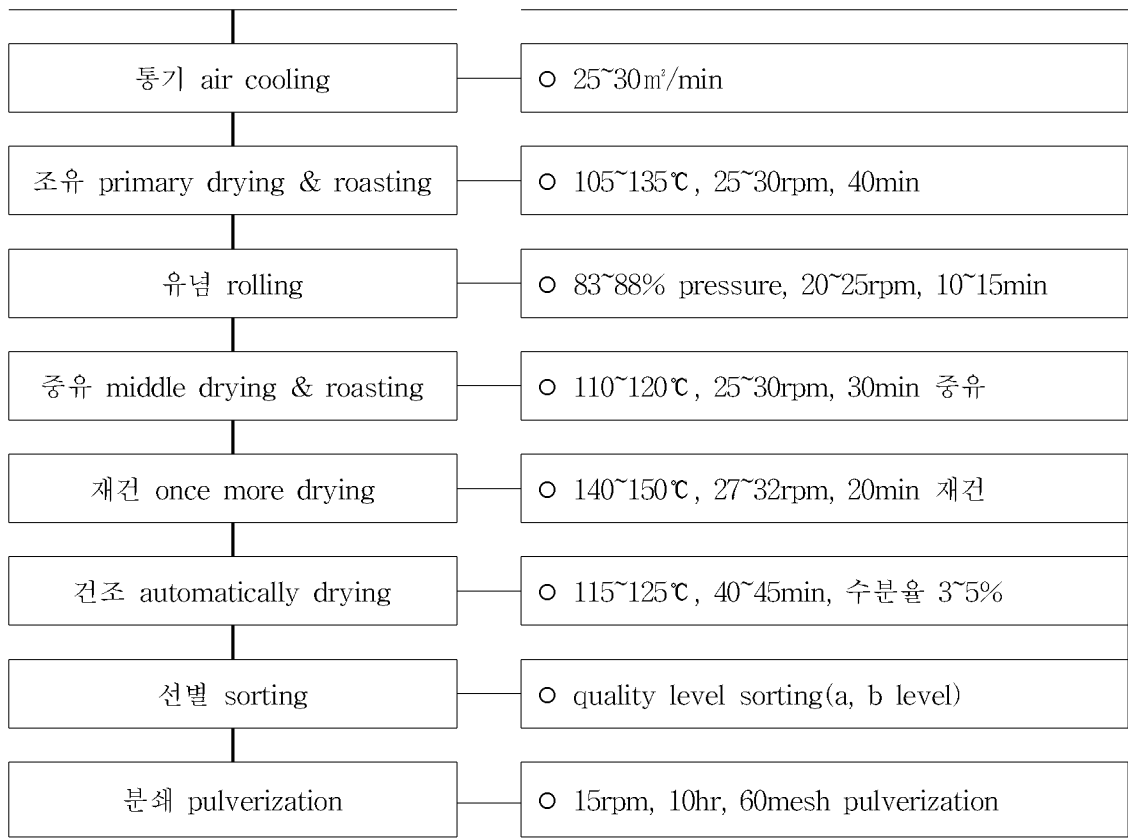 통기 air cooling
○ 25~30㎥/min
조유 primary drying & roasting
○ 105~135℃, 25~30rpm, 40min
유념 rolling
○ 83~88% pressure, 20~25rpm, 10~15min
중유 middle drying & roasting
○ 110~120℃, 25~30rpm, 30min 중유
재건 once more drying
○ 140~150℃, 27~32rpm, 20min 재건
건조 automatically drying
○ 115~125℃, 40~45min, 수분율 3~5%
선별 sorting
○ quality level sorting(a, b level)
분쇄 pulverization
○ 15rpm, 10hr, 60mesh pulverization